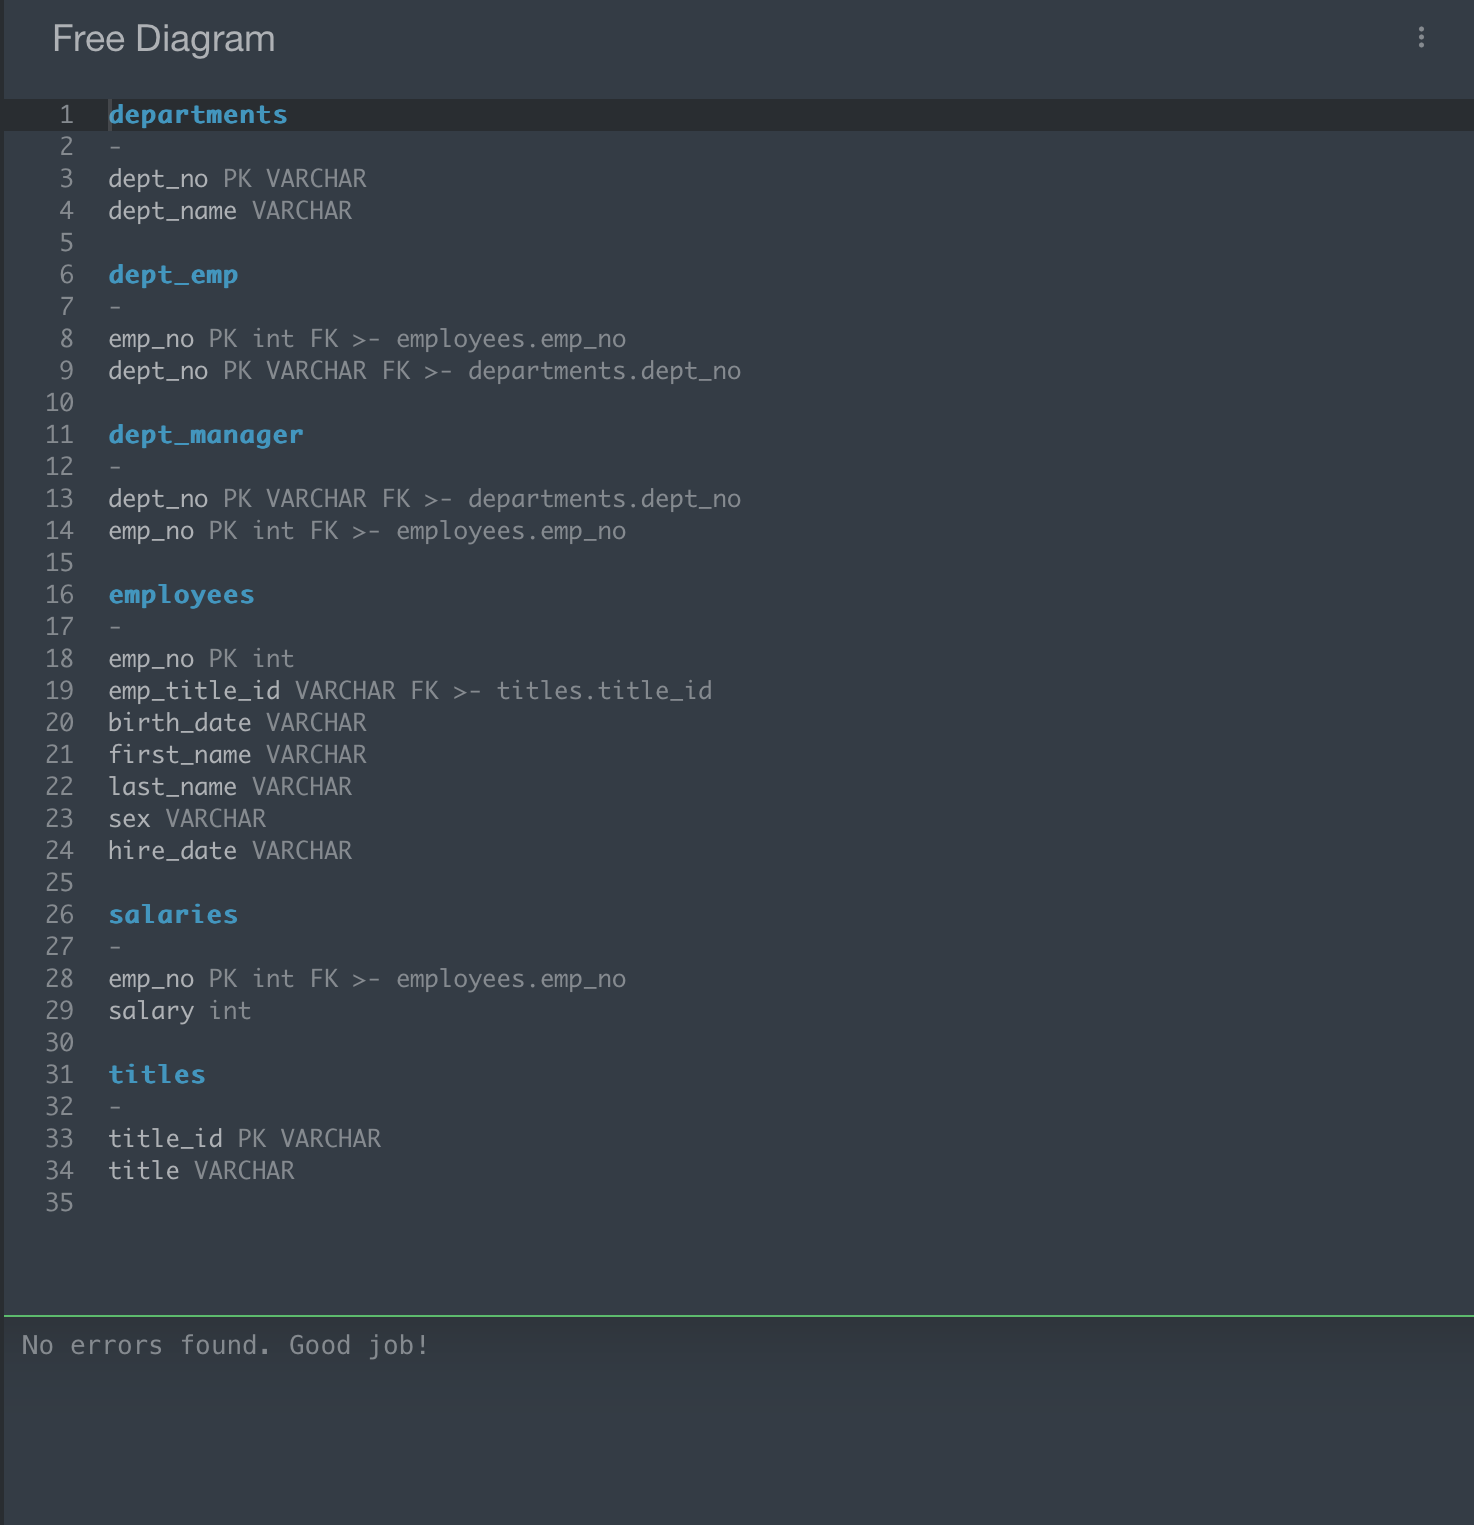 Free Diagram
1 departments
2 -
3 dept_no PK VARCHAR
4 dept_name VARCHAR
5
6 dept_emp
7 -
8 emp_no PK int FK >- employees.emp_no
9 dept_no PK VARCHAR FK >- departments.dept_no
10
11 dept_manager
12 -
13 dept_no PK VARCHAR FK >- departments.dept_no
14 emp_no PK int FK >- employees.emp_no
15
16 employees
17 -
18 emp_no PK int
19 emp_title_id VARCHAR FK >- titles.title_id
20 birth_date VARCHAR
21 first_name VARCHAR
22 last_name VARCHAR
23 sex VARCHAR
24 hire_date VARCHAR
25
26 salaries
27 -
28 emp_no PK int FK >- employees.emp_no
29 salary int
30
31 titles
32 -
33 title_id PK VARCHAR
34 title VARCHAR
35
No errors found. Good job!